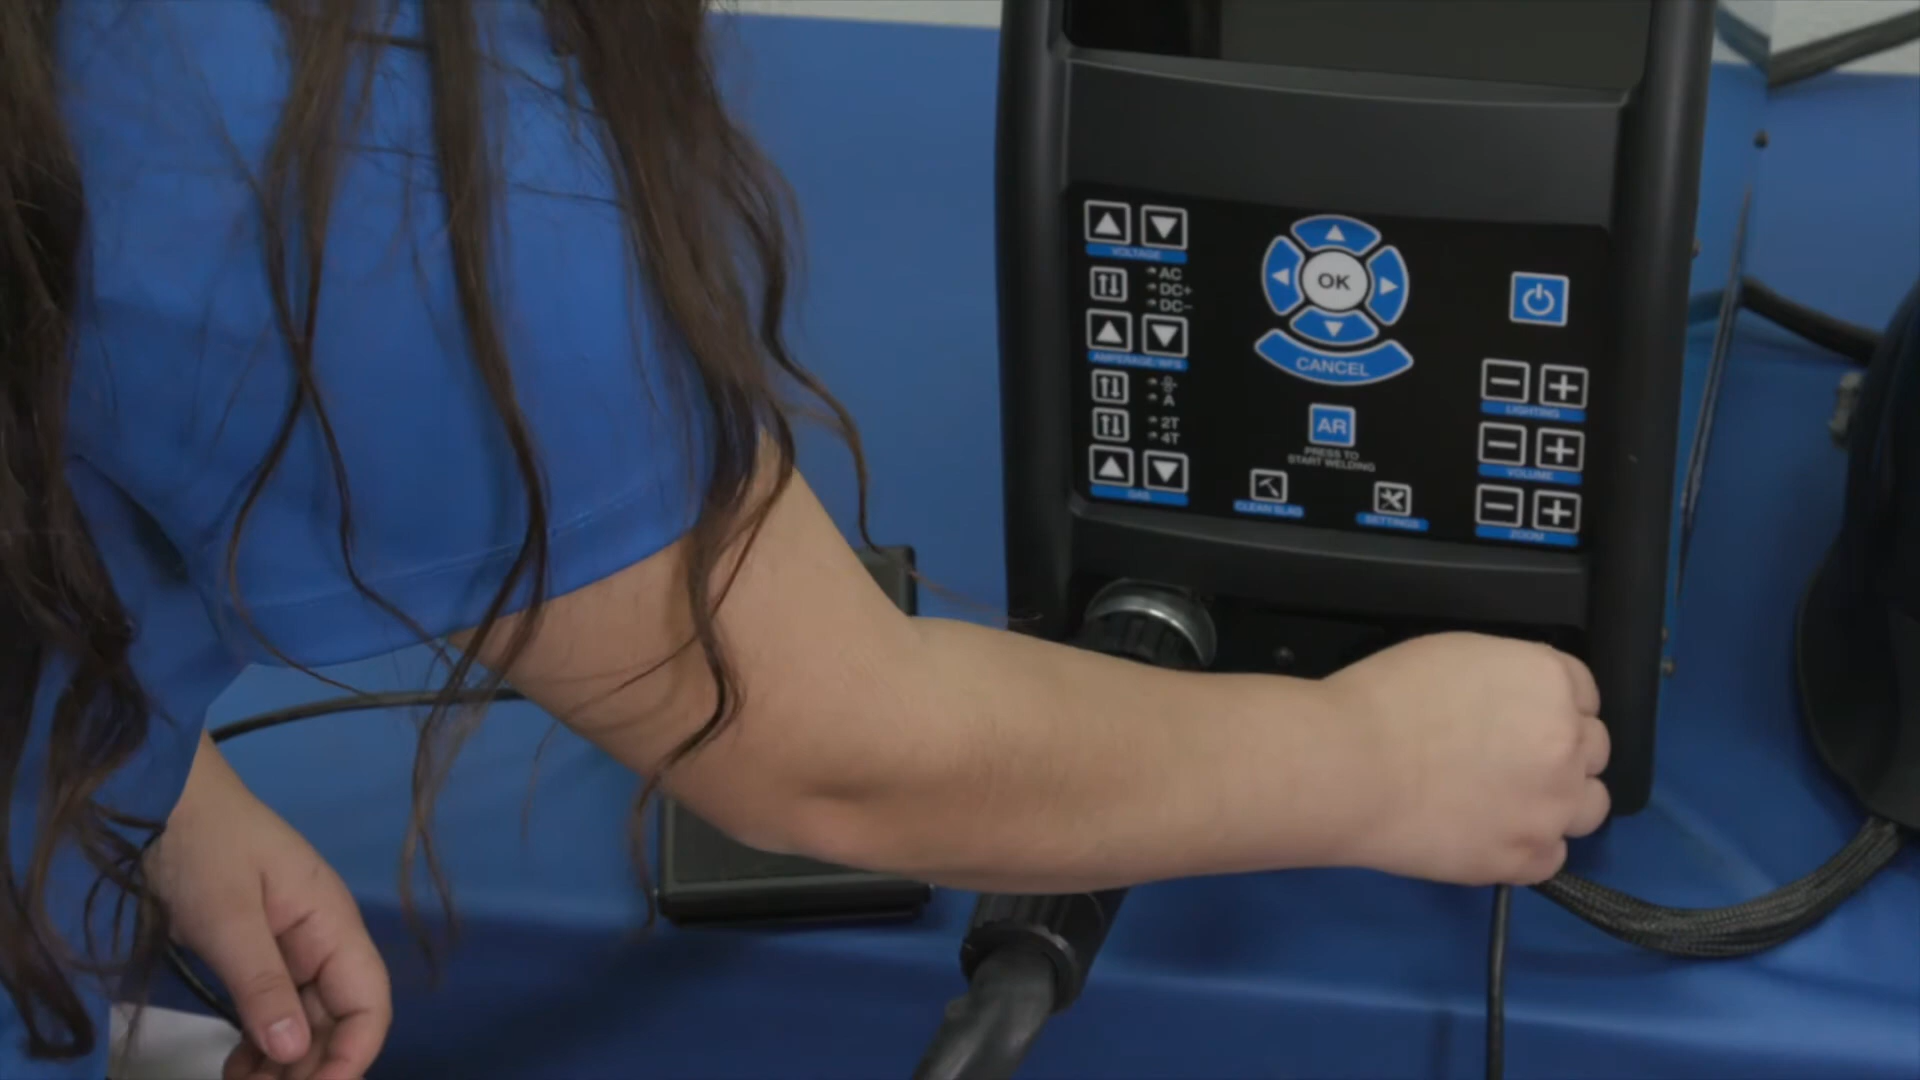 VOLTAGE
AC
DC+
DC-
AMPERAGE/WFS
A
2T
4T
GAS
OK
CANCEL
AR
PRESS TO
START WELDING
CLEAN SLAG
SETTINGS
LIGHTING
VOLUME
ZOOM